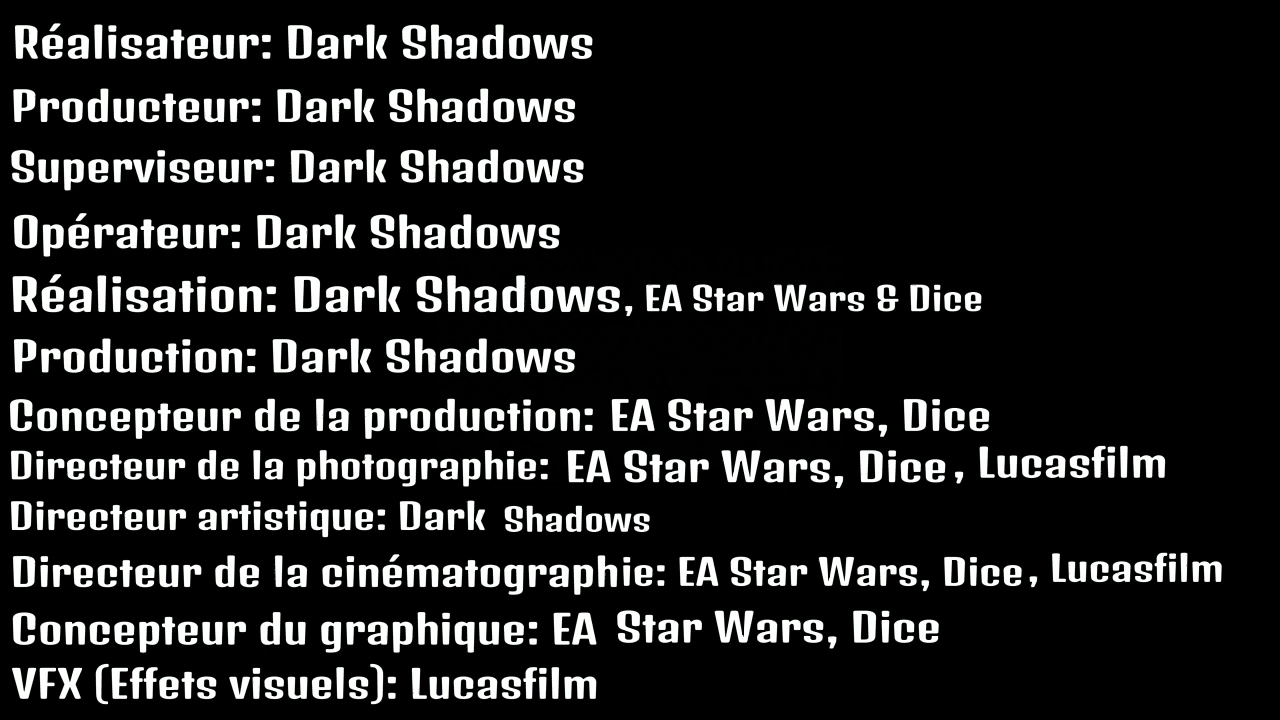 Réalisateur: Dark Shadows
Producteur: Dark Shadows
Superviseur: Dark Shadows
Opérateur: Dark Shadows
Réalisation: Dark Shadows, EA Star Wars & Dice
Production: Dark Shadows
Concepteur de la production: EA Star Wars, Dice
Directeur de la photographie: EA Star Wars, Dice, Lucasfilm
Directeur artistique: Dark Shadows
Directeur de la cinématographie: EA Star Wars, Dice, Lucasfilm
Concepteur du graphique: EA Star Wars, Dice
VFX (Effets visuels): Lucasfilm